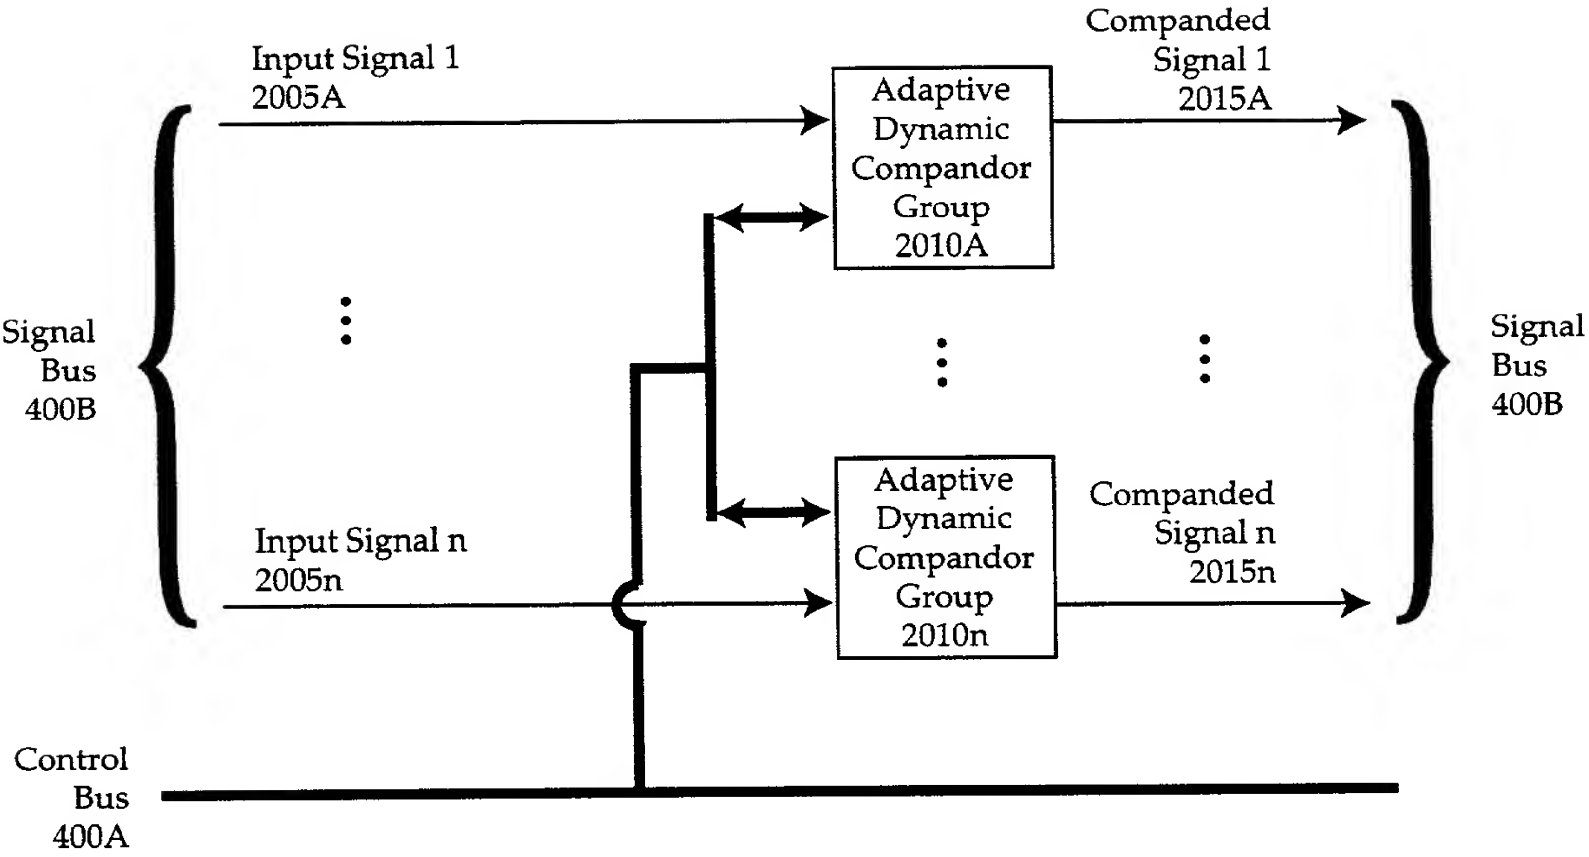 Input Signal 1
2005A
Adaptive
Dynamic
Compandor
Group
2010A
Companded
Signal 1
2015A
Signal
Bus
400B
Signal
Bus
400B
Input Signal n
2005n
Adaptive
Dynamic
Compandor
Group
2010n
Companded
Signal n
2015n
Control
Bus
400A